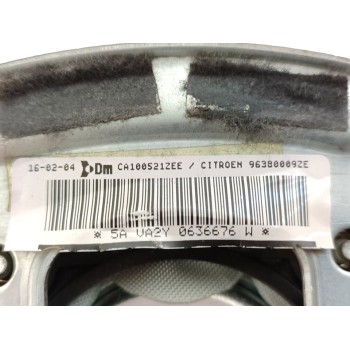 16-02-04 Dm CA100521ZEE / CITROEN 96380009ZE
* 5A VA2Y 0636676 W *